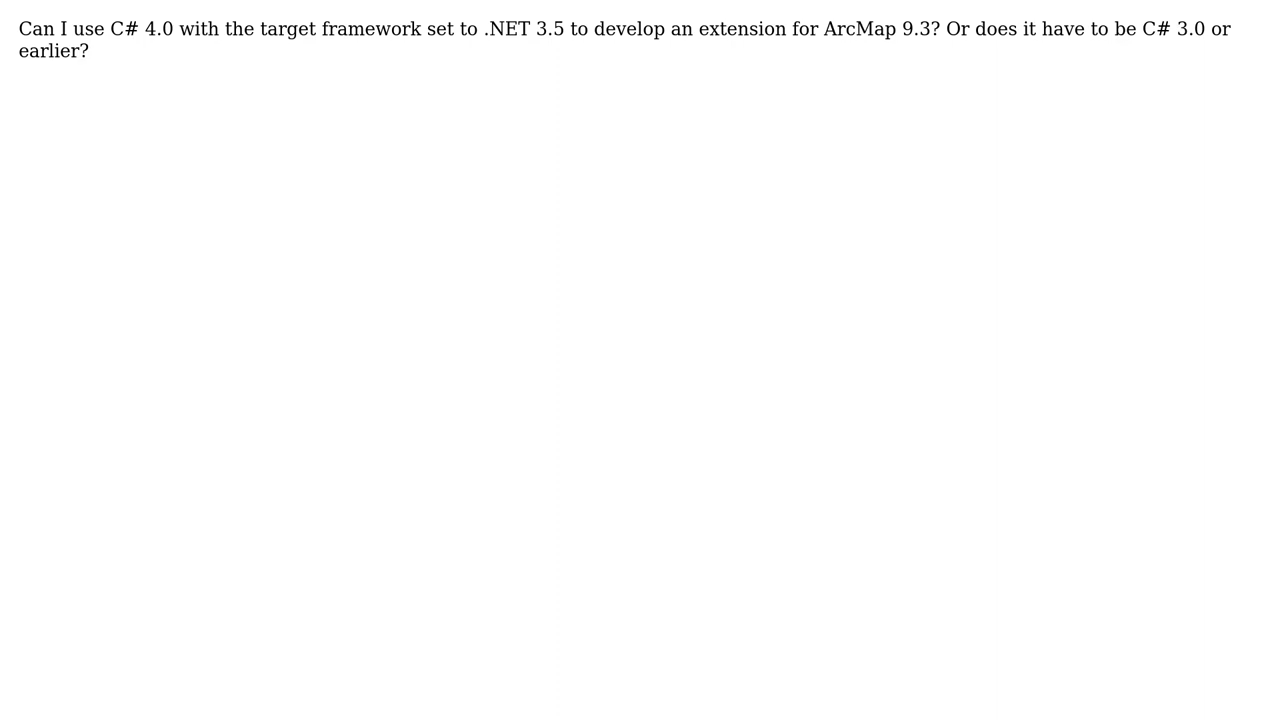 Can I use C# 4.0 with the target framework set to .NET 3.5 to develop an extension for ArcMap 9.3? Or does it have to be C# 3.0 or
earlier?